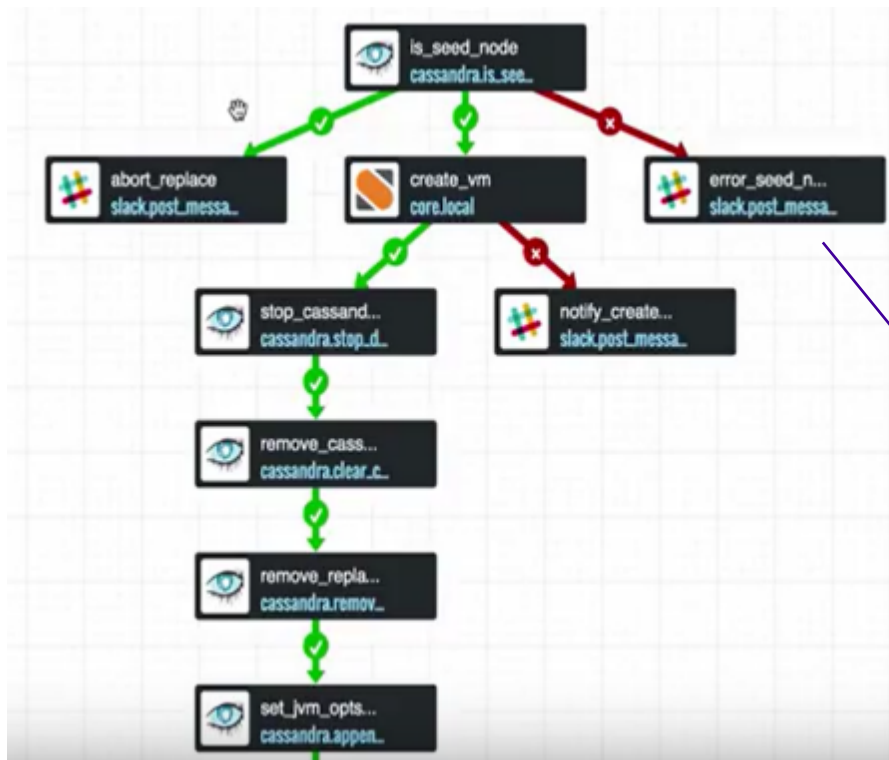 is_seed_node
cassandra.is_see...
abort_replace
slack.post_messa...
create_vm
core.local
error_seed_n...
slack.post_messa...
stop_cassand...
cassandra.stop_d...
notify_create...
slack.post_messa...
remove_cass...
cassandra.clear_c...
remove_repla...
cassandra.remov...
set_jvm_opts...
cassandra.appen...